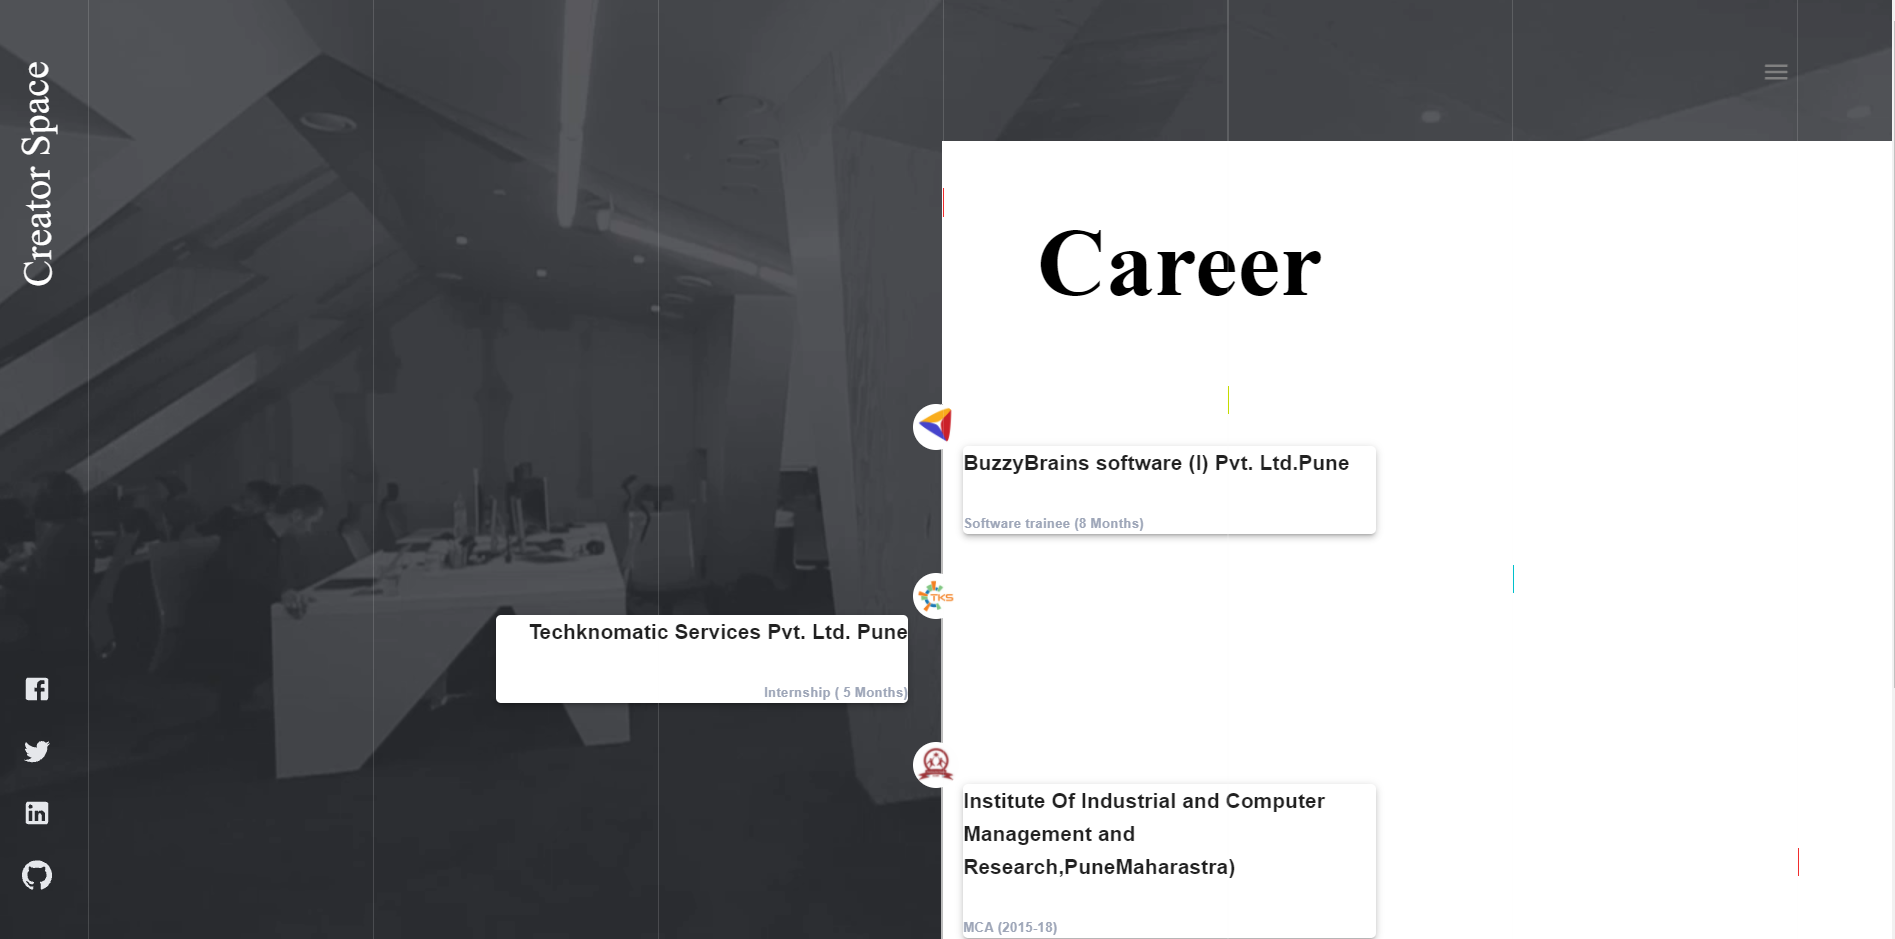 Creator Space
Career
BuzzyBrains software (I) Pvt. Ltd.Pune
Software trainee (8 Months)
TKS
Techknomatic Services Pvt. Ltd. Pune
Internship ( 5 Months)
Institute Of Industrial and Computer
Management and
Research,PuneMaharastra)
MCA (2015-18)